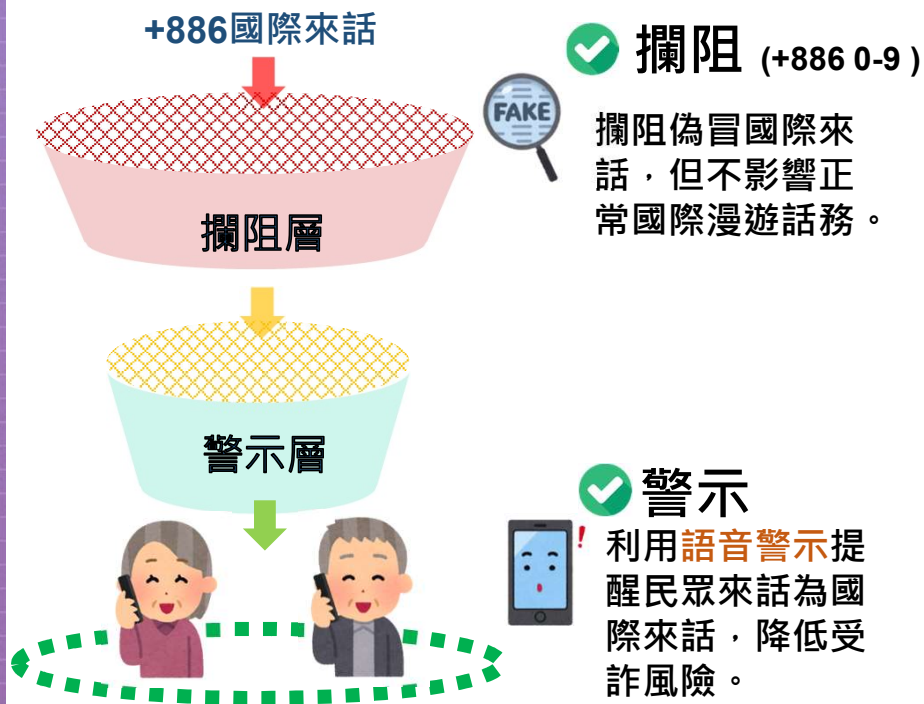 +886國際來話
攔阻 (+886 0-9 )
FAKE
攔阻偽冒國際來
話，但不影響正
常國際漫遊話務。
攔阻層
警示層
警示
!
利用語音警示提
醒民眾來話為國
際來話，降低受
詐風險。